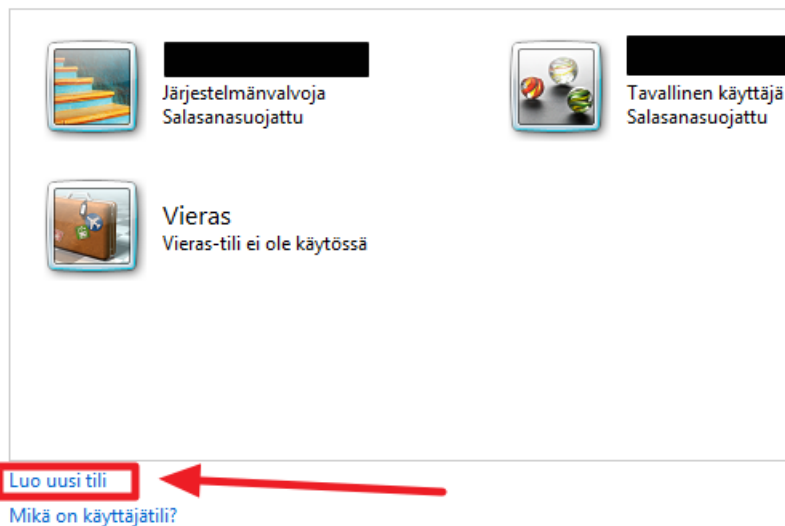 Järjestelmänvalvoja
Salasanasuojattu
Tavallinen käyttäjä
Salasanasuojattu
Vieras
Vieras-tili ei ole käytössä
Luo uusi tili
Mikä on käyttäjätili?